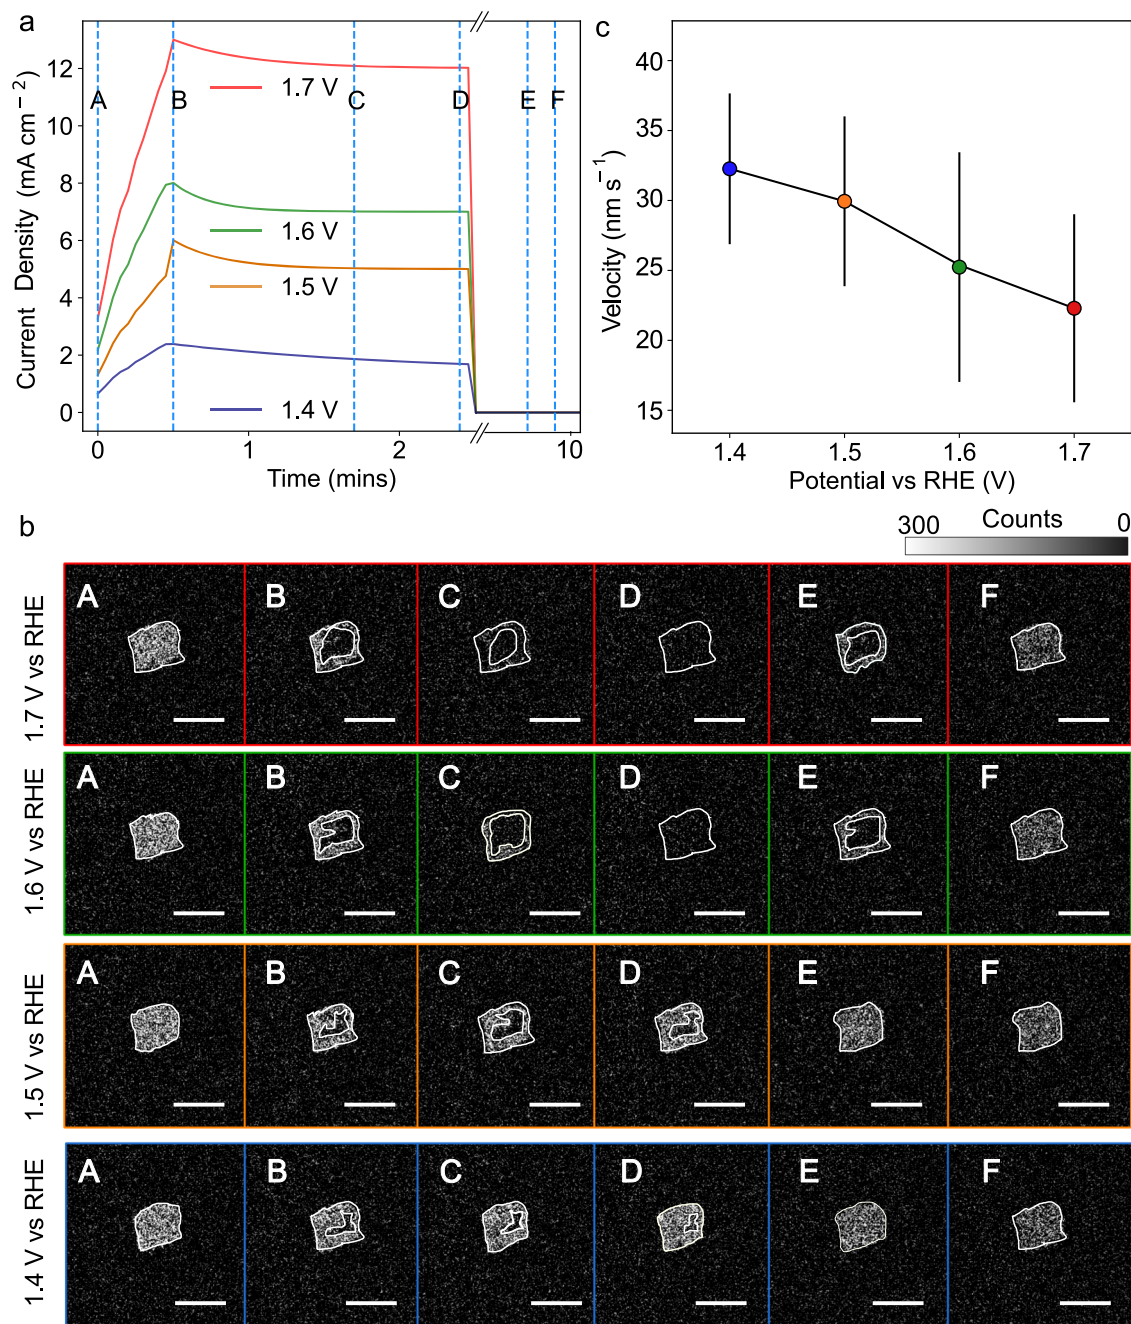 a
Current Density (mA cm⁻²)
12
10
8
6
4
2
0
A
B
C
D
E
F
1.7 V
1.6 V
1.5 V
1.4 V
0
1
2
10
Time (mins)
c
Velocity (nm s⁻¹)
40
35
30
25
20
15
1.4
1.5
1.6
1.7
Potential vs RHE (V)
b
300 Counts 0
1.7 V vs RHE
A B C D E F
1.6 V vs RHE
A B C D E F
1.5 V vs RHE
A B C D E F
1.4 V vs RHE
A B C D E F